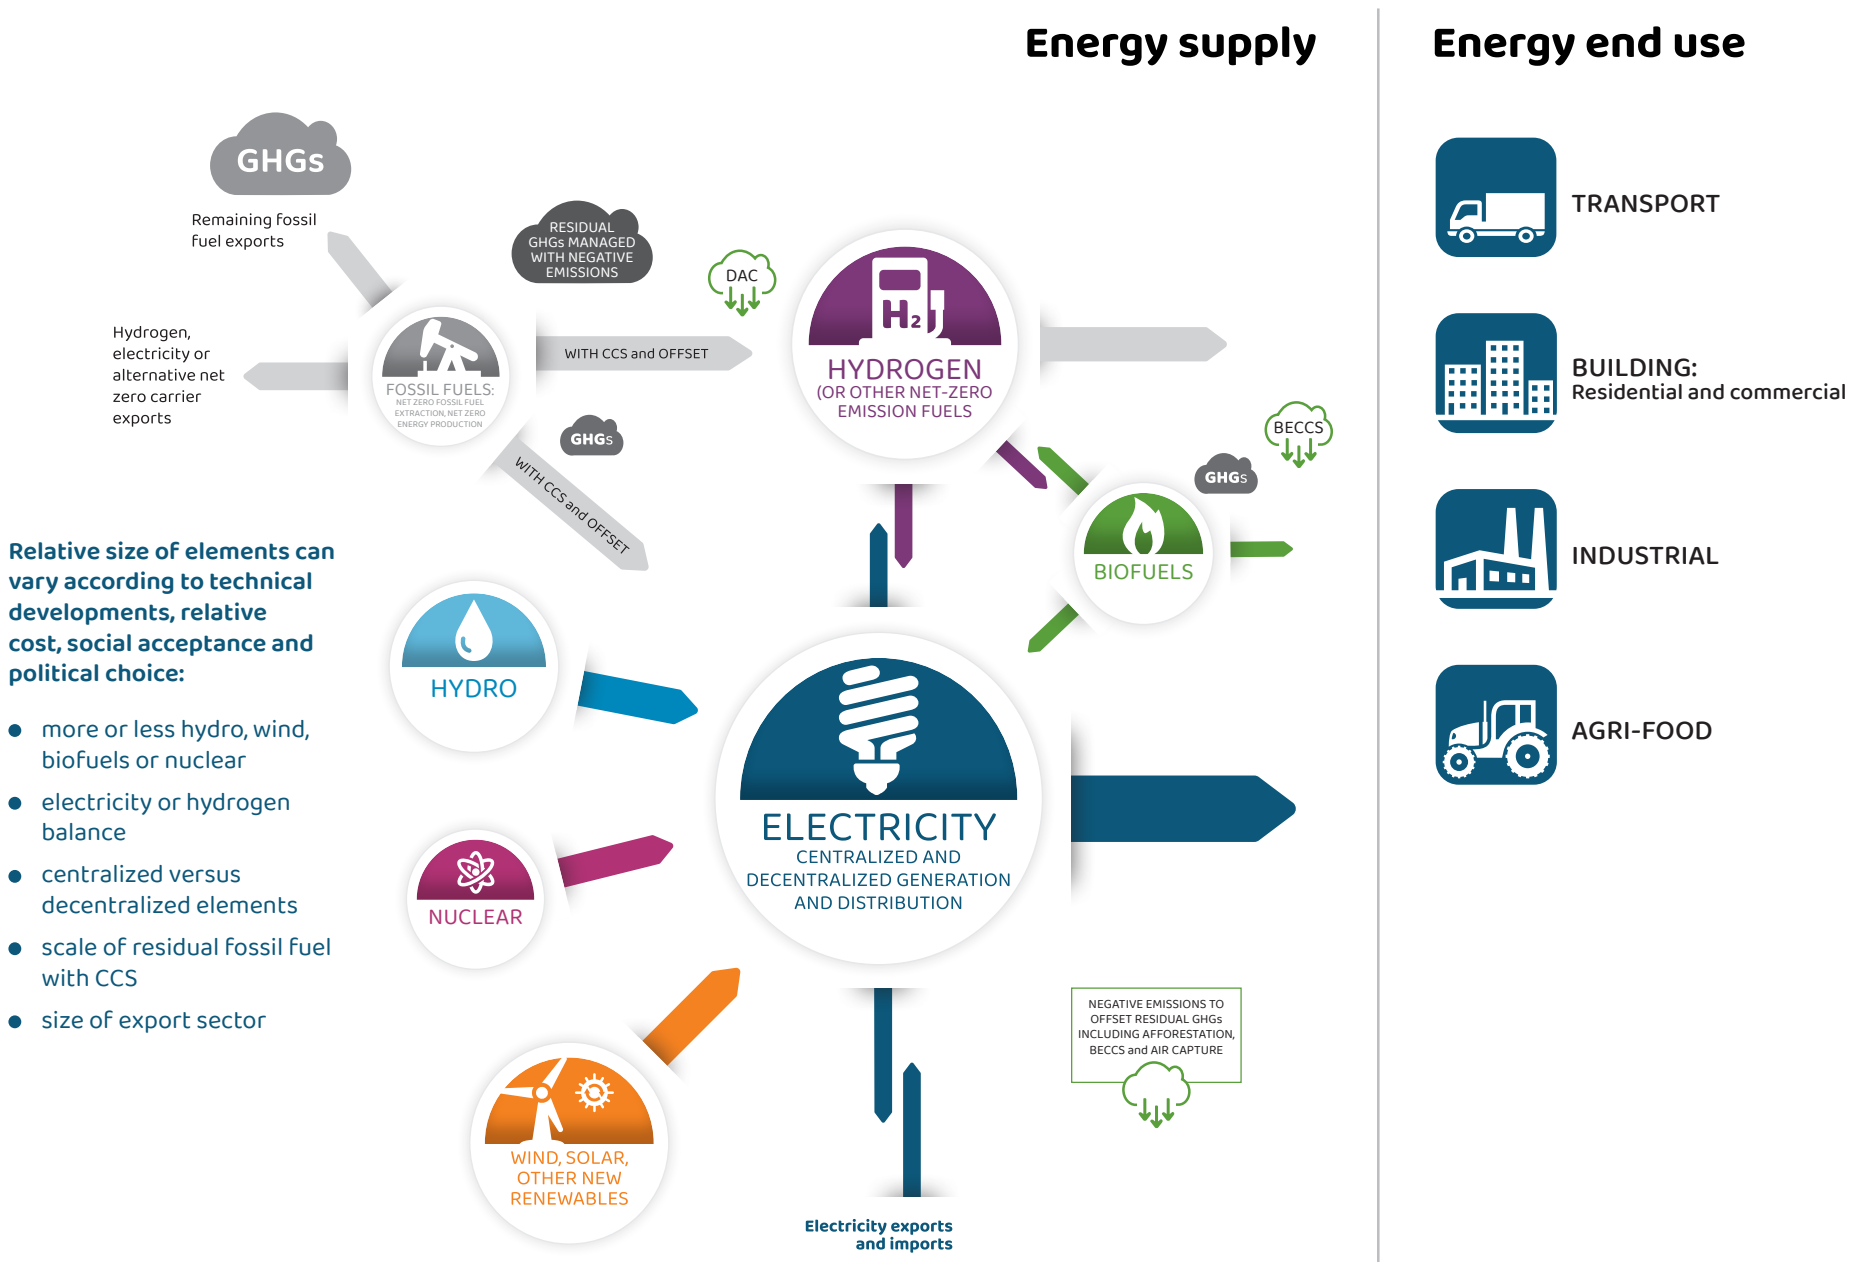 Energy supply
Energy end use
GHGs
Remaining fossil
fuel exports
RESIDUAL
GHGs MANAGED
WITH NEGATIVE
EMISSIONS
DAC
Hydrogen,
electricity or
alternative net
zero carrier
exports
WITH CCS and OFFSET
FOSSIL FUELS:
NET ZERO FOSSIL FUEL
EXTRACTION, NET ZERO
ENERGY PRODUCTION
GHGs
WITH CCS and OFFSET
H2
HYDROGEN
(OR OTHER NET-ZERO
EMISSION FUELS
BECCS
GHGs
BIOFUELS
Relative size of elements can
vary according to technical
developments, relative
cost, social acceptance and
political choice:
● more or less hydro, wind,
biofuels or nuclear
● electricity or hydrogen
balance
● centralized versus
decentralized elements
● scale of residual fossil fuel
with CCS
● size of export sector
HYDRO
NUCLEAR
WIND, SOLAR,
OTHER NEW
RENEWABLES
ELECTRICITY
CENTRALIZED AND
DECENTRALIZED GENERATION
AND DISTRIBUTION
Electricity exports
and imports
NEGATIVE EMISSIONS TO
OFFSET RESIDUAL GHGs
INCLUDING AFFORESTATION,
BECCS and AIR CAPTURE
TRANSPORT
BUILDING:
Residential and commercial
INDUSTRIAL
AGRI-FOOD